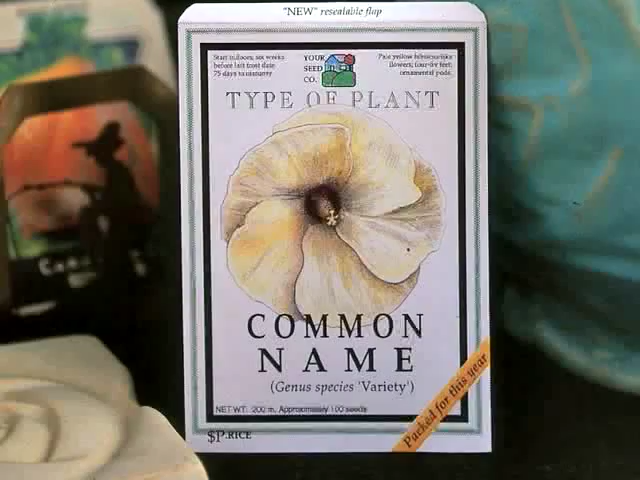 "NEW" resealable flap
Start indoors, six weeks
before last frost date.
75 days to maturity
YOUR
SEED
CO.
Pale yellow hibiscus-like
flowers; four-five feet;
ornamental pods.
TYPE OF PLANT
COMMON
NAME
(Genus species 'Variety')
NET WT. 200 m, Approximately 100 seeds
$P.RICE
Packed for this year